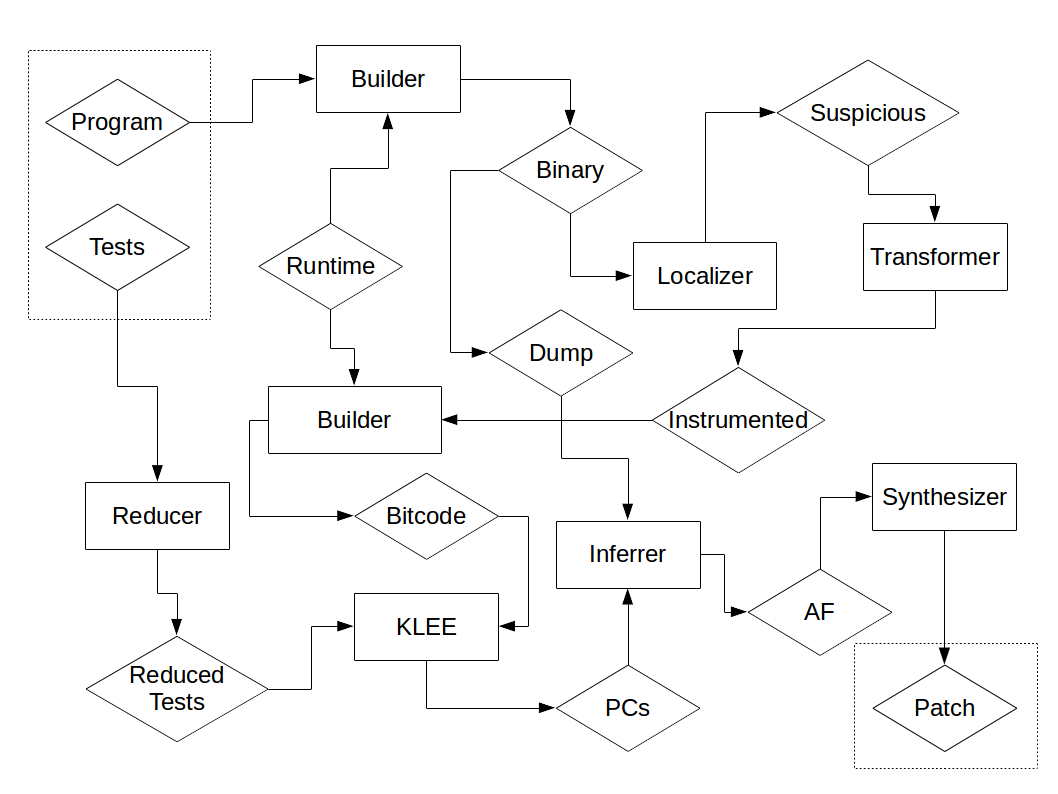 Builder
Suspicious
Program
Binary
Tests
Runtime
Localizer
Transformer
Dump
Builder
Instrumented
Synthesizer
Reducer
Bitcode
Inferrer
AF
KLEE
Reduced
Tests
PCs
Patch